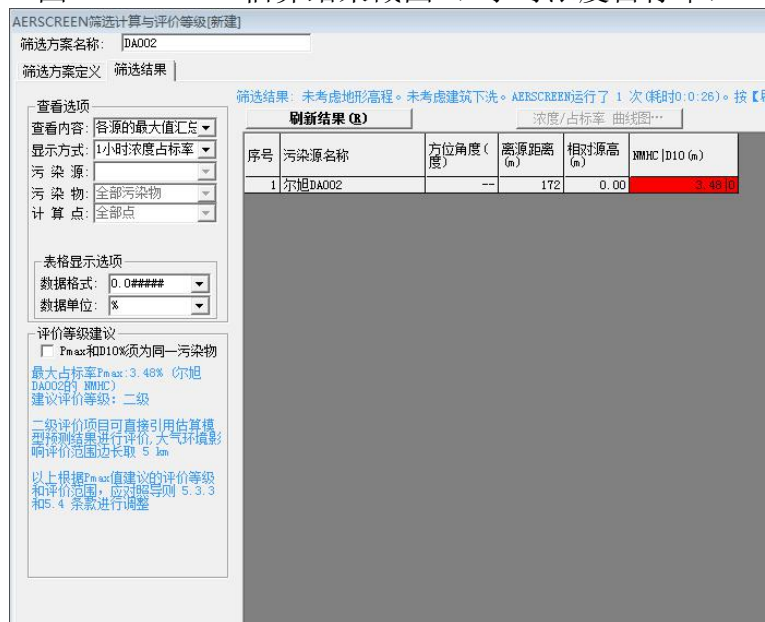 AERSCREEN筛选计算与评价等级[新建]
筛选方案名称: DA002
筛选方案定义 筛选结果
筛选结果: 未考虑地形高程。未考虑建筑下洗。AERSCREEN运行了 1 次(耗时0:0:26)。按【
查看选项
查看内容: 各源的最大值汇总
显示方式: 1小时浓度占标率
污 染 源:
污 染 物: 全部污染物
计 算 点: 全部点
表格显示选项
数据格式: 0.0#####
数据单位: %
评价等级建议
Pmax和D10%须为同一污染物
最大占标率Pmax:3.48% (尔旭
DA002的 NMHC)
建议评价等级: 二级
二级评价项目可直接引用估算模
型预测结果进行评价,大气环境影
响评价范围边长取 5 km
以上根据Pmax值建议的评价等级
和评价范围,应对照导则 5.3.3
和5.4 条款进行调整
刷新结果(R)
浓度/占标率 曲线图…
序号 污染源名称 方位角度(度) 离源距离(m) 相对源高(m) NMHC|D10(m)
1 尔旭DA002 -- 172 0.00 3.48|0